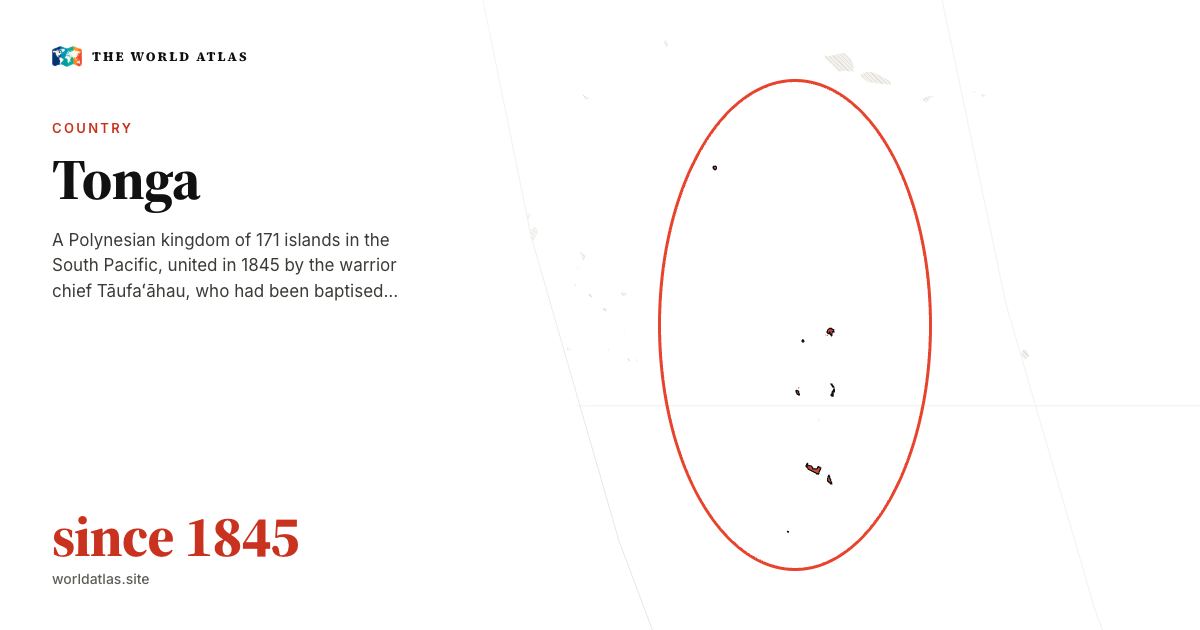 THE WORLD ATLAS
COUNTRY
Tonga
A Polynesian kingdom of 171 islands in the
South Pacific, united in 1845 by the warrior
chief Tāufaʻāhau, who had been baptised…
since 1845
worldatlas.site